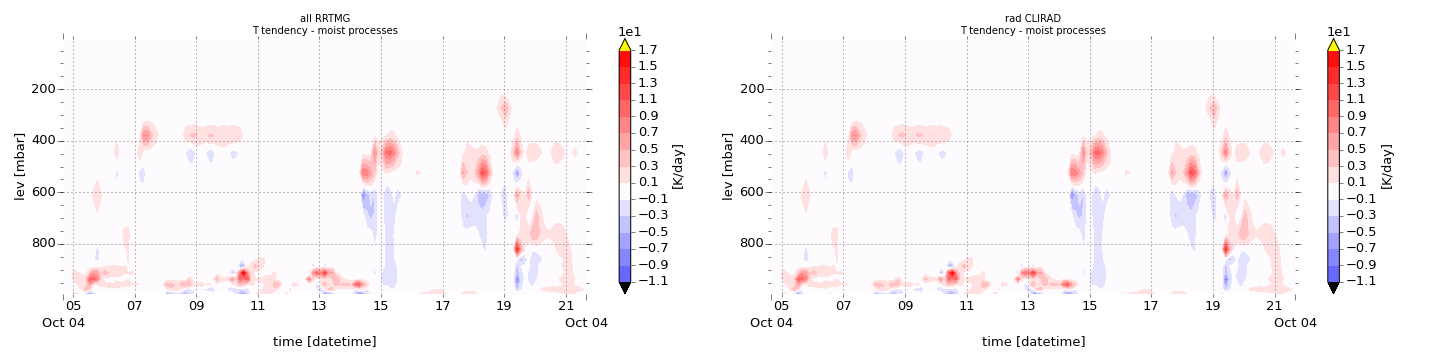 all RRTMG
T tendency - moist processes
1e1
1.7
1.5
1.3
1.1
0.9
0.7
0.5
0.3
0.1
−0.1
−0.3
−0.5
−0.7
−0.9
−1.1
[K/day]
200
400
600
800
lev [mbar]
05 07 09 11 13 15 17 19 21
Oct 04 Oct 04
time [datetime]
rad CLIRAD
T tendency - moist processes
1e1
1.7
1.5
1.3
1.1
0.9
0.7
0.5
0.3
0.1
−0.1
−0.3
−0.5
−0.7
−0.9
−1.1
[K/day]
200
400
600
800
lev [mbar]
05 07 09 11 13 15 17 19 21
Oct 04 Oct 04
time [datetime]